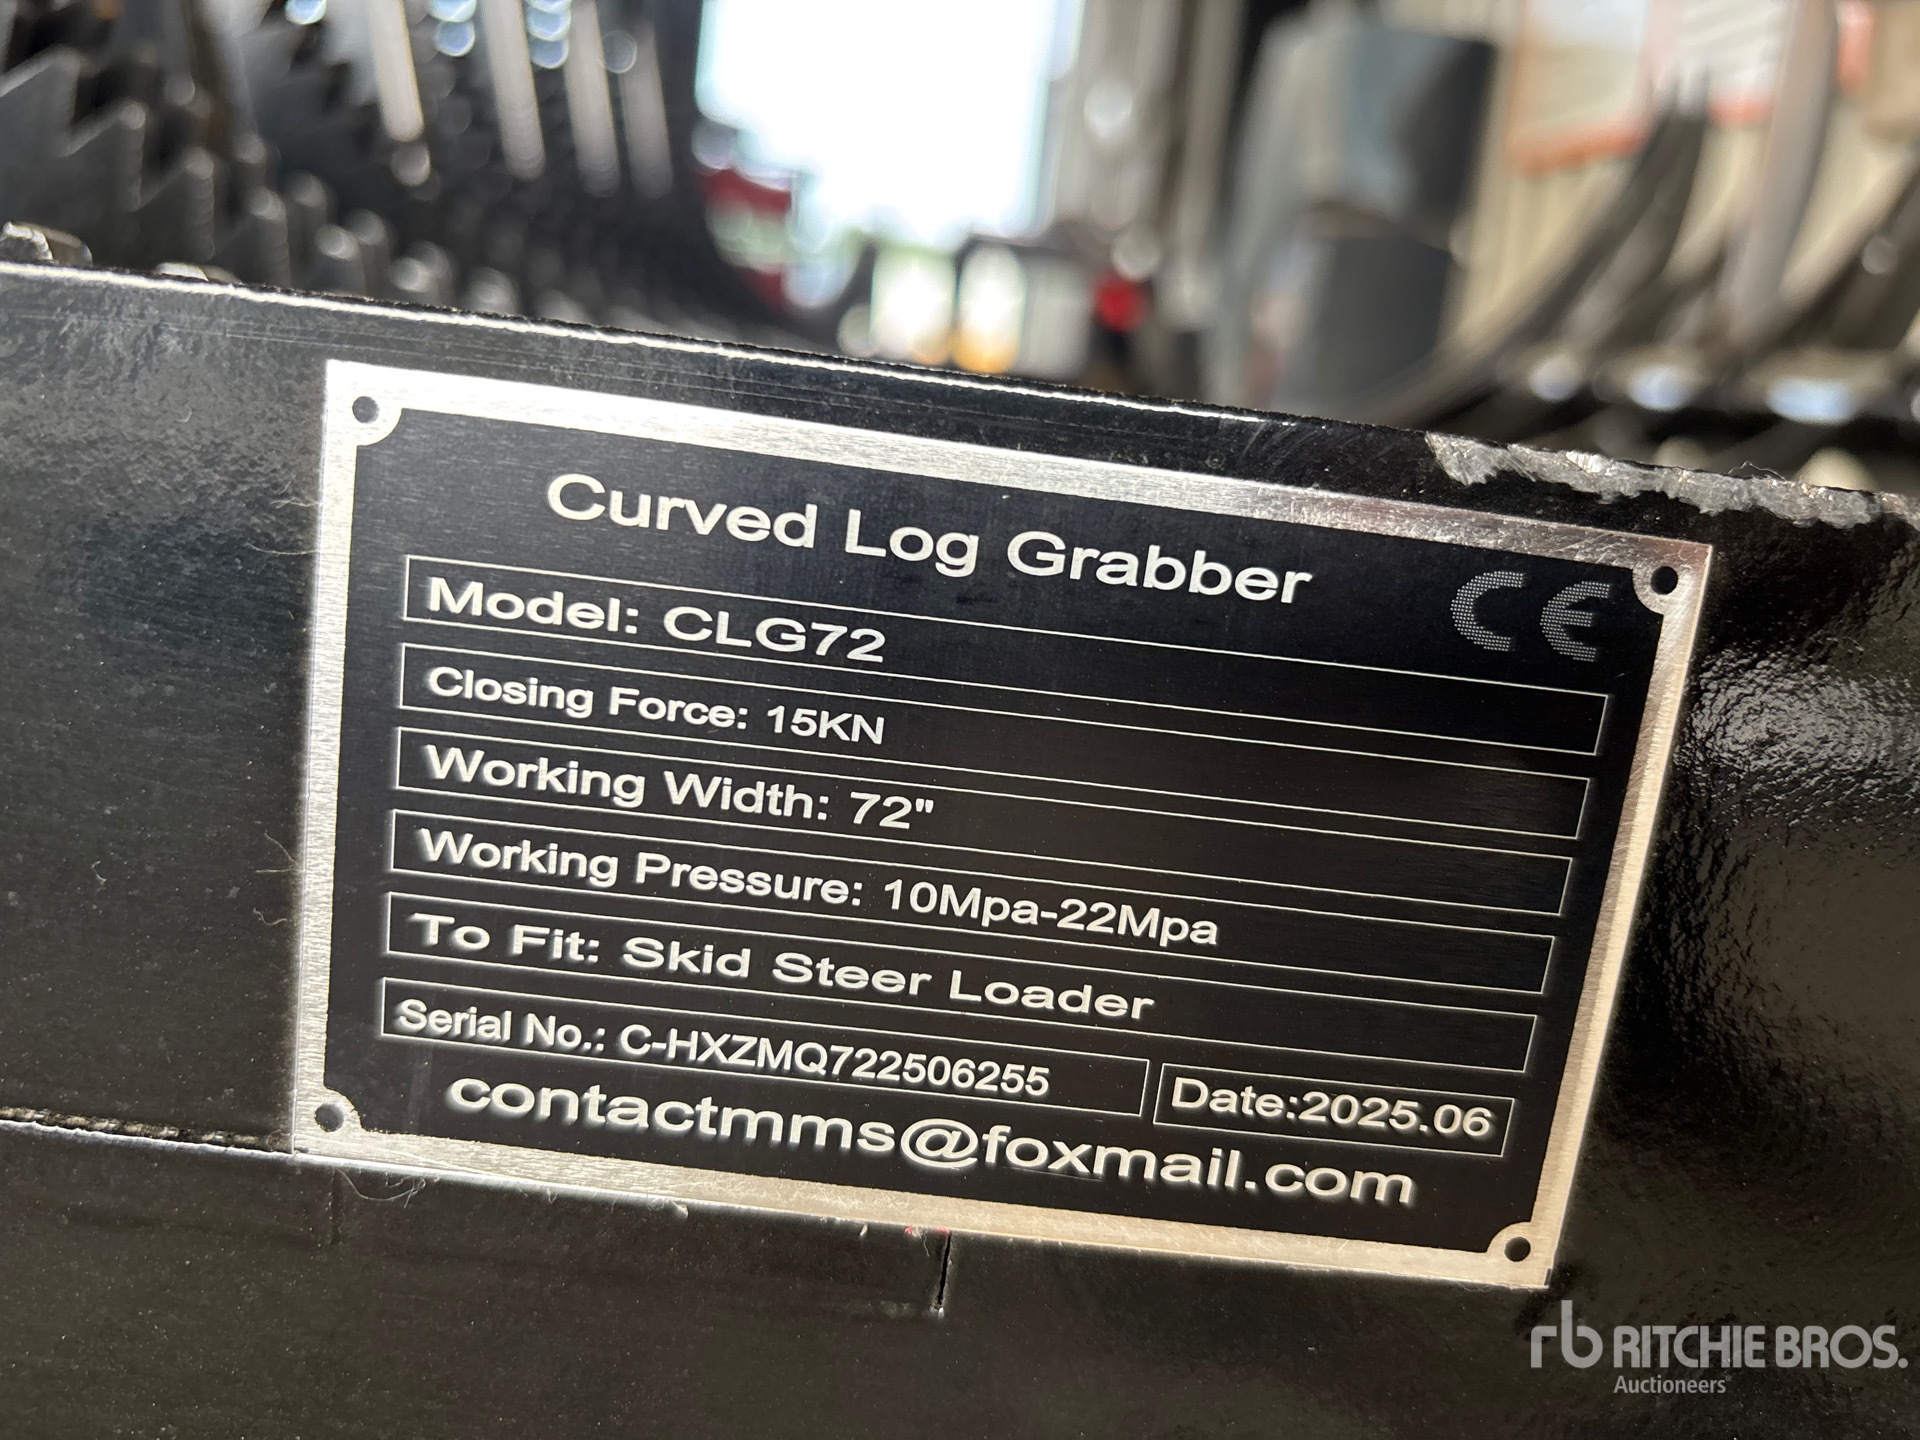 Curved Log Grabber
CE
Model: CLG72
Closing Force: 15KN
Working Width: 72"
Working Pressure: 10Mpa-22Mpa
To Fit: Skid Steer Loader
Serial No.: C-HXZMQ722506255
Date:2025.06
contactmms@foxmail.com
rb RITCHIE BROS.
Auctioneers